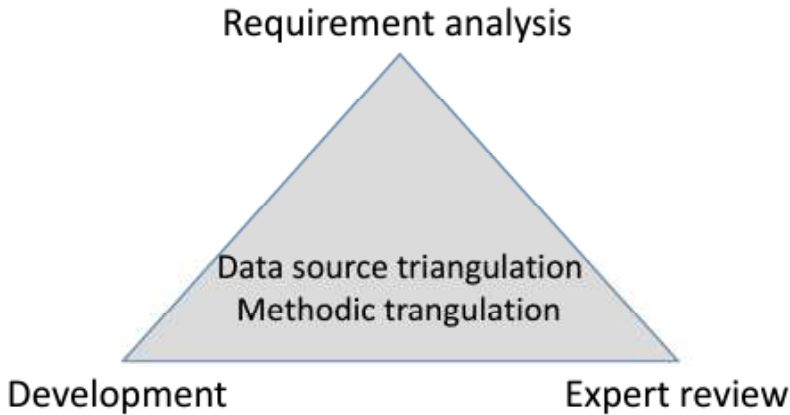 Requirement analysis
Data source triangulation
Methodic trangulation
Development
Expert review